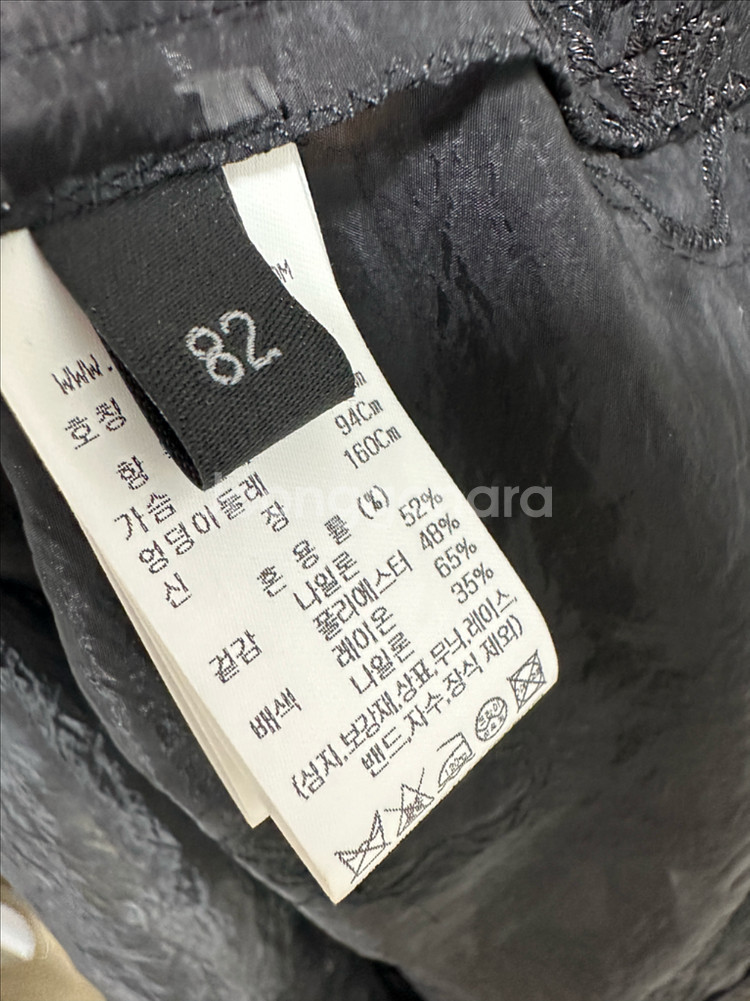 82
WWW.
호칭
함
가슴
94Cm
엉덩이둘레
160Cm
신 장
혼 용 률 (%)
겉감 나일론 52%
폴리에스터 48%
배색 레이온 65%
나일론 35%
(심지,보강재,상표,무늬레이스,
밴드,자수,장식 제외)